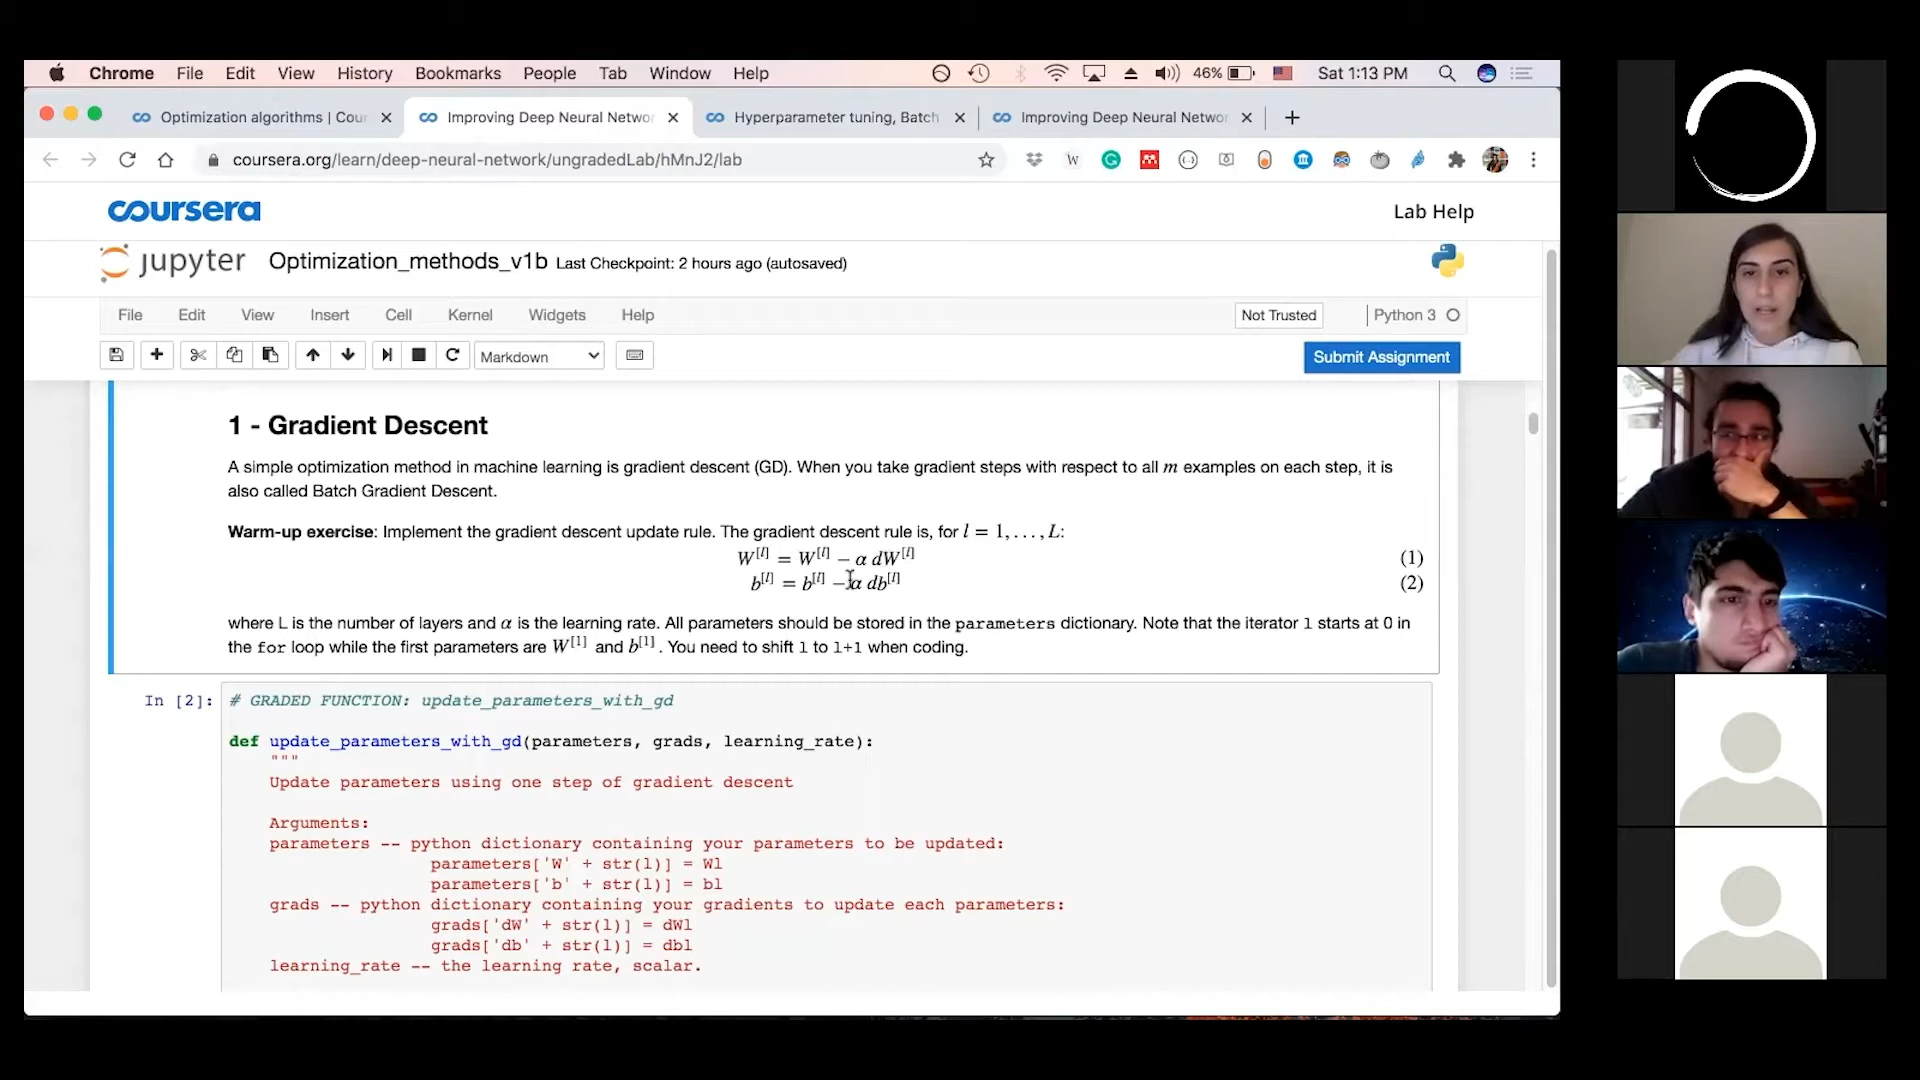 Chrome File Edit View History Bookmarks People Tab Window Help 46% Sat 1:13 PM
Optimization algorithms | Cour Improving Deep Neural Networ Hyperparameter tuning, Batch Improving Deep Neural Networ
coursera.org/learn/deep-neural-network/ungradedLab/hMnJ2/lab
coursera Lab Help
jupyter Optimization_methods_v1b Last Checkpoint: 2 hours ago (autosaved)
File Edit View Insert Cell Kernel Widgets Help Not Trusted Python 3
Markdown Submit Assignment
1 - Gradient Descent
A simple optimization method in machine learning is gradient descent (GD). When you take gradient steps with respect to all m examples on each step, it is
also called Batch Gradient Descent.
Warm-up exercise: Implement the gradient descent update rule. The gradient descent rule is, for l = 1, . . . , L:
W[l] = W[l] − α dW[l] (1)
b[l] = b[l] − α db[l] (2)
where L is the number of layers and α is the learning rate. All parameters should be stored in the parameters dictionary. Note that the iterator l starts at 0 in
the for loop while the first parameters are W[1] and b[1]. You need to shift l to l+1 when coding.
In [2]: # GRADED FUNCTION: update_parameters_with_gd
def update_parameters_with_gd(parameters, grads, learning_rate):
"""
Update parameters using one step of gradient descent
Arguments:
parameters -- python dictionary containing your parameters to be updated:
parameters['W' + str(l)] = Wl
parameters['b' + str(l)] = bl
grads -- python dictionary containing your gradients to update each parameters:
grads['dW' + str(l)] = dWl
grads['db' + str(l)] = dbl
learning_rate -- the learning rate, scalar.